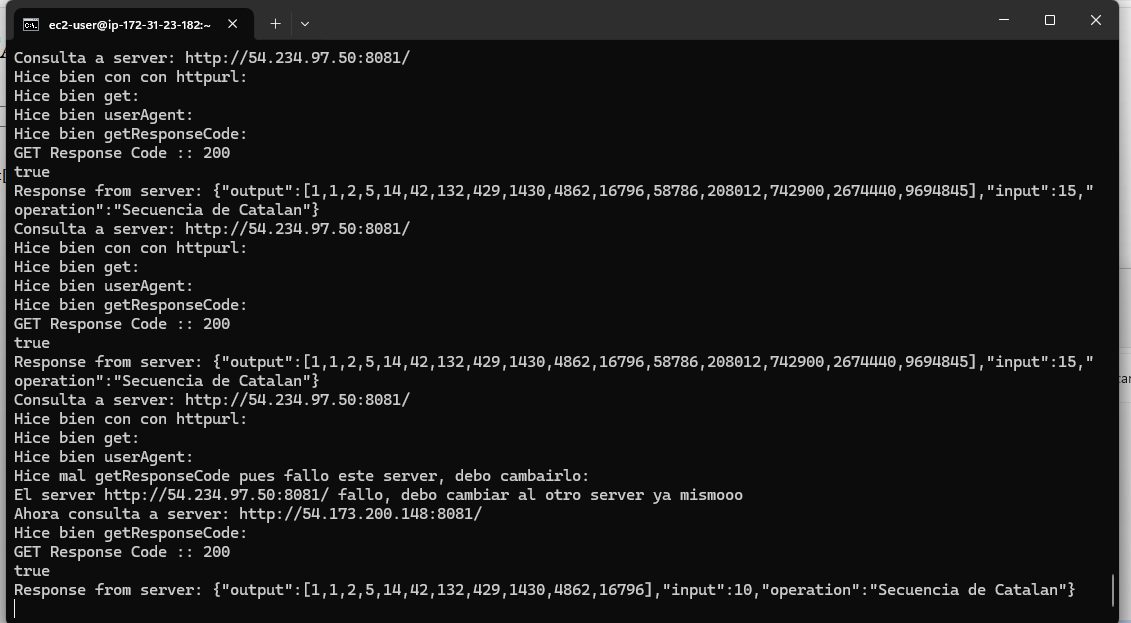 ec2-user@ip-172-31-23-182:~
Consulta a server: http://54.234.97.50:8081/
Hice bien con con httpurl:
Hice bien get:
Hice bien userAgent:
Hice bien getResponseCode:
GET Response Code :: 200
true
Response from server: {"output":[1,1,2,5,14,42,132,429,1430,4862,16796,58786,208012,742900,2674440,9694845],"input":15,"
operation":"Secuencia de Catalan"}
Consulta a server: http://54.234.97.50:8081/
Hice bien con con httpurl:
Hice bien get:
Hice bien userAgent:
Hice bien getResponseCode:
GET Response Code :: 200
true
Response from server: {"output":[1,1,2,5,14,42,132,429,1430,4862,16796,58786,208012,742900,2674440,9694845],"input":15,"
operation":"Secuencia de Catalan"}
Consulta a server: http://54.234.97.50:8081/
Hice bien con con httpurl:
Hice bien get:
Hice bien userAgent:
Hice mal getResponseCode pues fallo este server, debo cambairlo:
El server http://54.234.97.50:8081/ fallo, debo cambiar al otro server ya mismooo
Ahora consulta a server: http://54.173.200.148:8081/
Hice bien getResponseCode:
GET Response Code :: 200
true
Response from server: {"output":[1,1,2,5,14,42,132,429,1430,4862,16796],"input":10,"operation":"Secuencia de Catalan"}